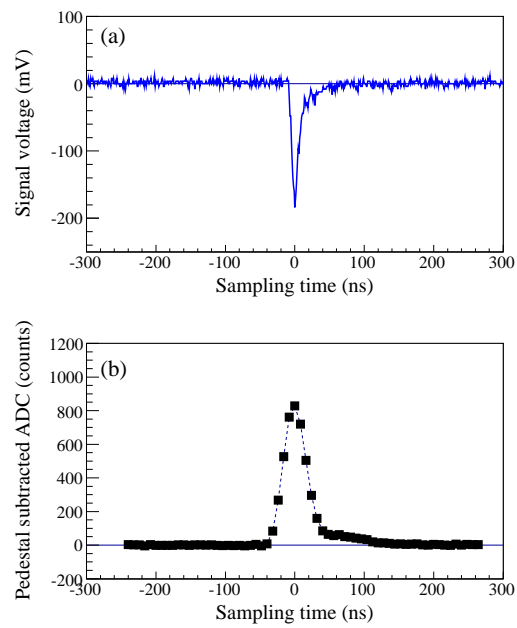 (a)
Signal voltage (mV)
100
0
-100
-200
-300 -200 -100 0 100 200 300
Sampling time (ns)
(b)
Pedestal subtracted ADC (counts)
1200
1000
800
600
400
200
0
-200
-300 -200 -100 0 100 200 300
Sampling time (ns)